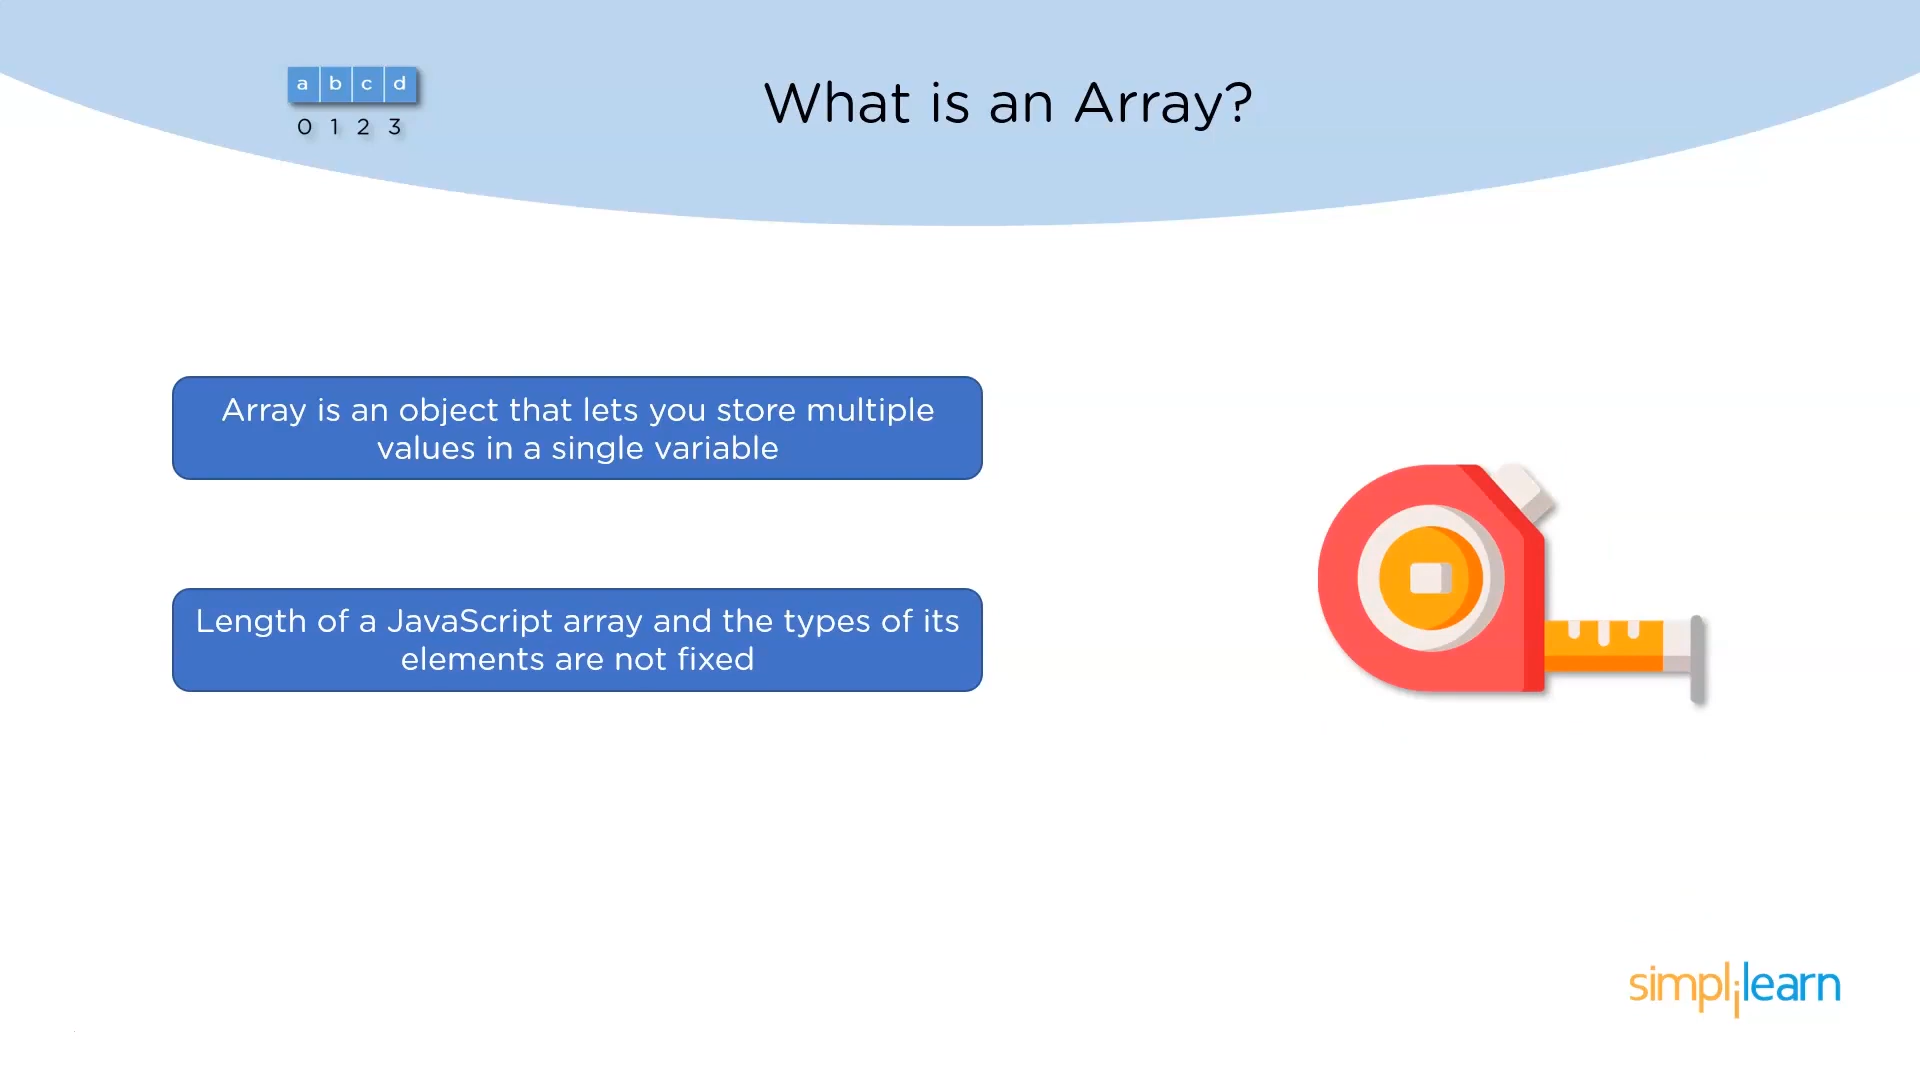 a b c d
0 1 2 3
What is an Array?
Array is an object that lets you store multiple
values in a single variable
Length of a JavaScript array and the types of its
elements are not fixed
simplilearn